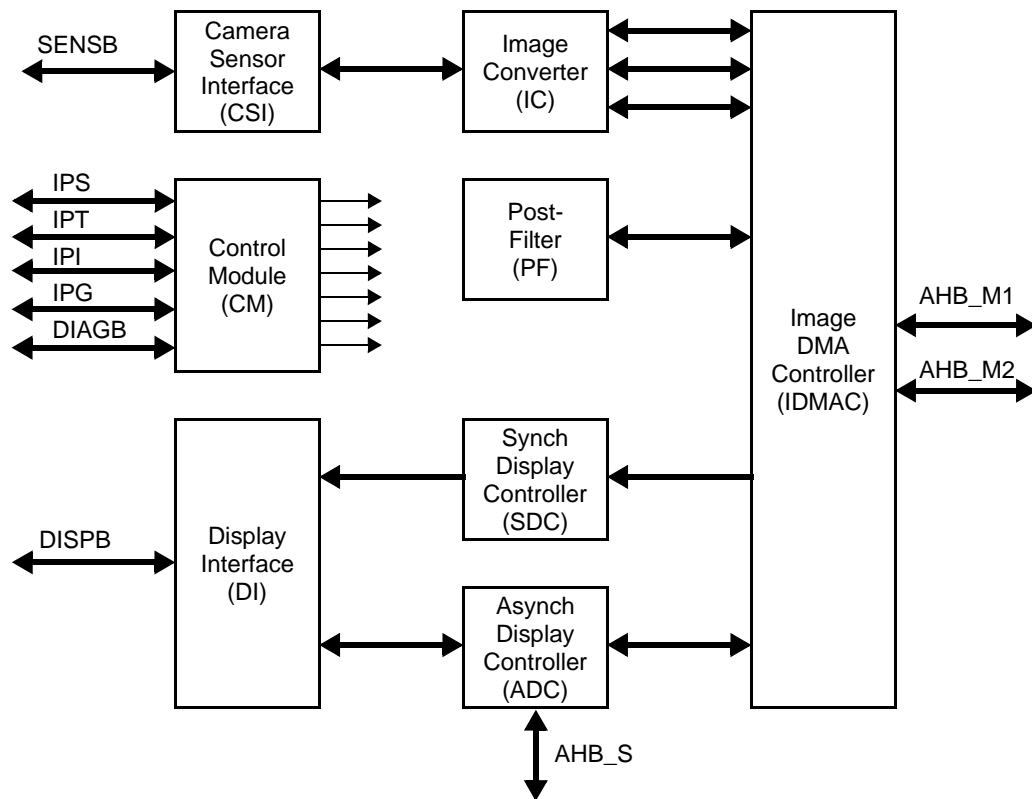 SENSB
Camera
Sensor
Interface
(CSI)
Image
Converter
(IC)
IPS
IPT
IPI
IPG
DIAGB
Control
Module
(CM)
Post-
Filter
(PF)
Image
DMA
Controller
(IDMAC)
AHB_M1
AHB_M2
DISPB
Display
Interface
(DI)
Synch
Display
Controller
(SDC)
Asynch
Display
Controller
(ADC)
AHB_S